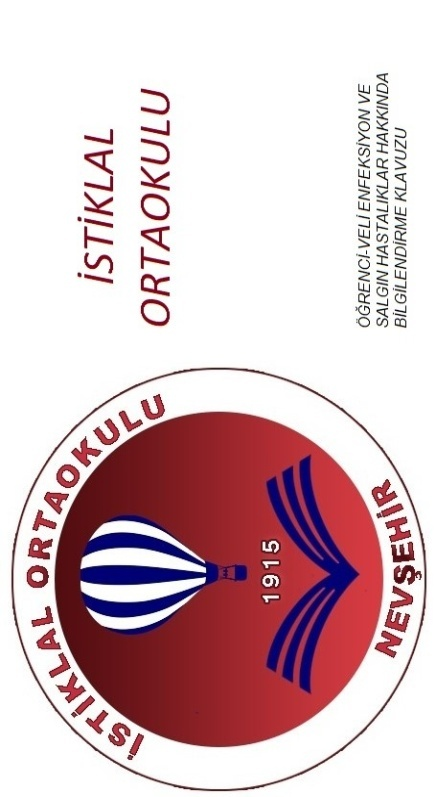 İSTİKLAL ORTAOKULU
1915
NEVŞEHİR
İSTİKLAL
ORTAOKULU
ÖĞRENCİ-VELİ ENFEKSİYON VE
SALGIN HASTALIKLAR HAKKINDA
BİLGİLENDİRME KLAVUZU